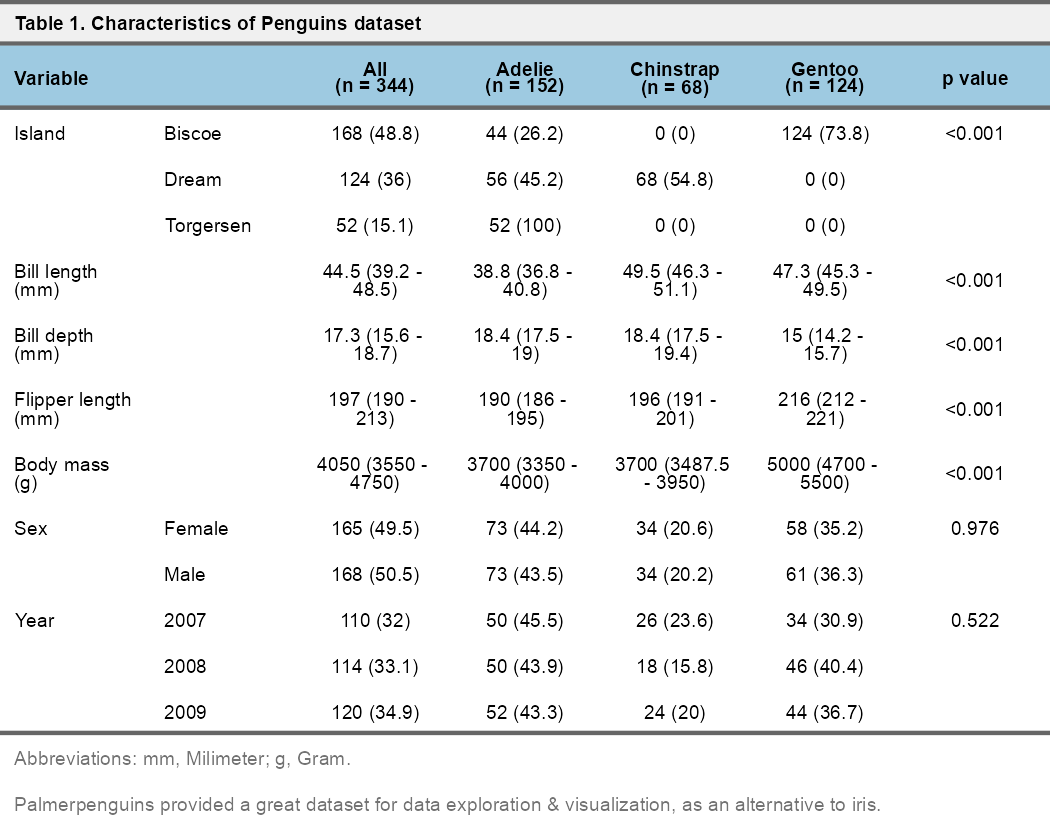 Table 1. Characteristics of Penguins dataset
Variable All (n = 344) Adelie (n = 152) Chinstrap (n = 68) Gentoo (n = 124) p value
Island Biscoe 168 (48.8) 44 (26.2) 0 (0) 124 (73.8) <0.001
Dream 124 (36) 56 (45.2) 68 (54.8) 0 (0)
Torgersen 52 (15.1) 52 (100) 0 (0) 0 (0)
Bill length (mm) 44.5 (39.2 - 48.5) 38.8 (36.8 - 40.8) 49.5 (46.3 - 51.1) 47.3 (45.3 - 49.5) <0.001
Bill depth (mm) 17.3 (15.6 - 18.7) 18.4 (17.5 - 19) 18.4 (17.5 - 19.4) 15 (14.2 - 15.7) <0.001
Flipper length (mm) 197 (190 - 213) 190 (186 - 195) 196 (191 - 201) 216 (212 - 221) <0.001
Body mass (g) 4050 (3550 - 4750) 3700 (3350 - 4000) 3700 (3487.5 - 3950) 5000 (4700 - 5500) <0.001
Sex Female 165 (49.5) 73 (44.2) 34 (20.6) 58 (35.2) 0.976
Male 168 (50.5) 73 (43.5) 34 (20.2) 61 (36.3)
Year 2007 110 (32) 50 (45.5) 26 (23.6) 34 (30.9) 0.522
2008 114 (33.1) 50 (43.9) 18 (15.8) 46 (40.4)
2009 120 (34.9) 52 (43.3) 24 (20) 44 (36.7)
Abbreviations: mm, Milimeter; g, Gram.
Palmerpenguins provided a great dataset for data exploration & visualization, as an alternative to iris.